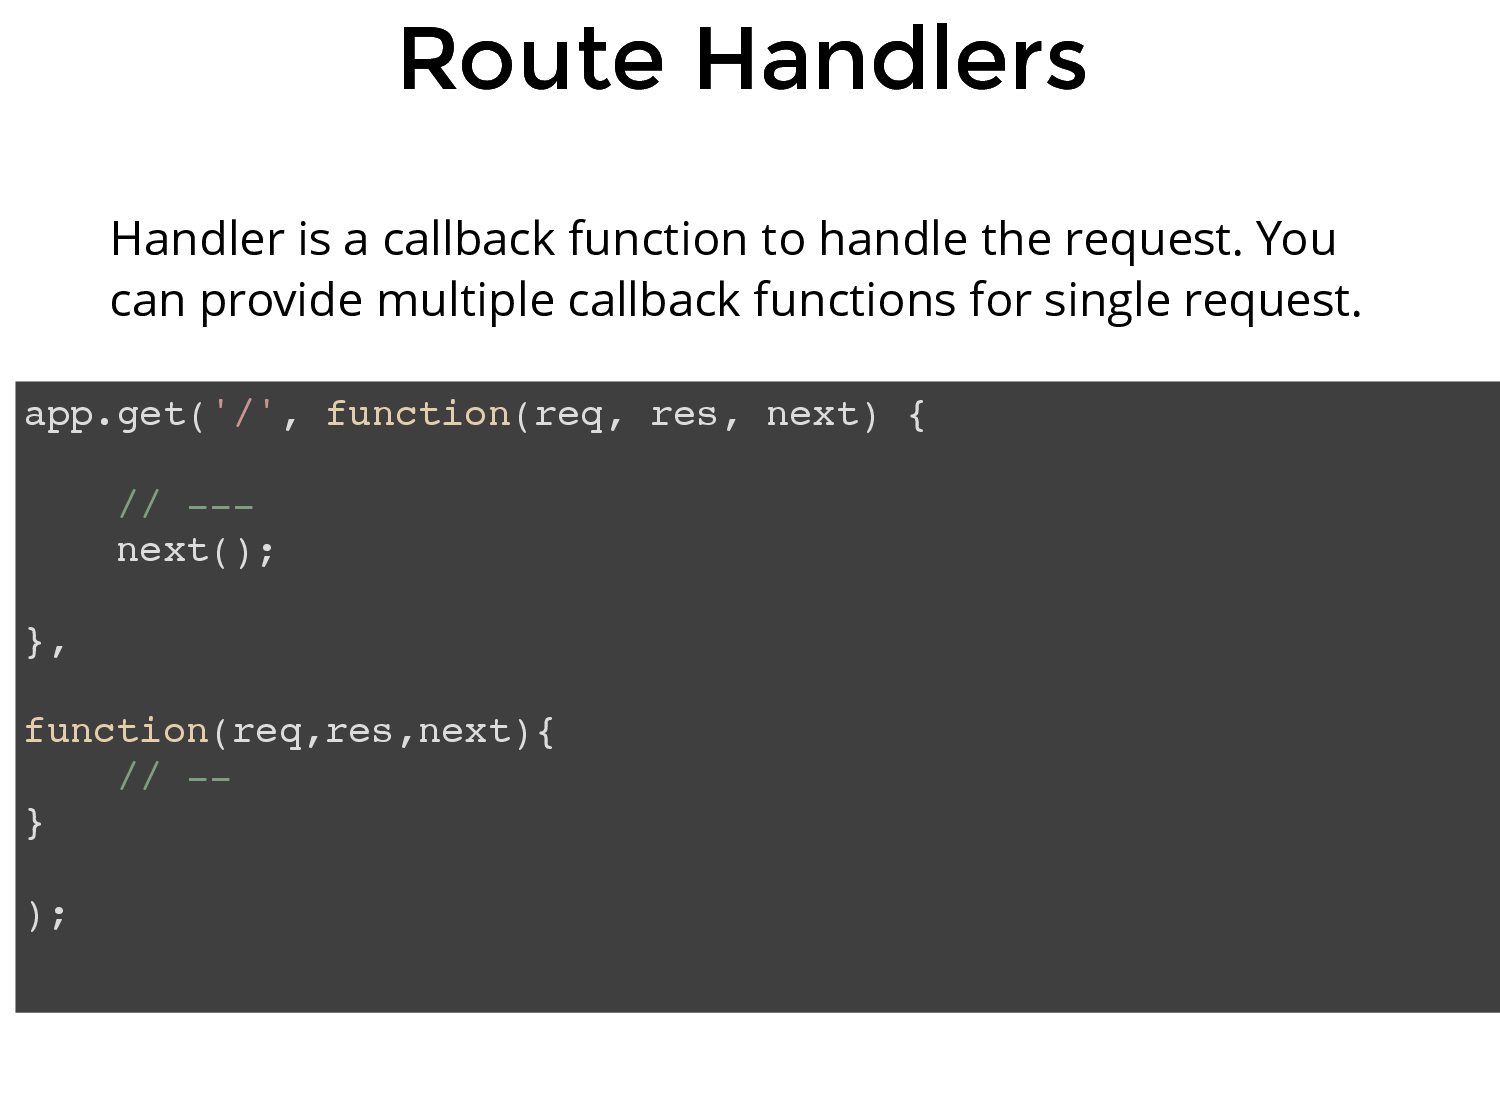 Route Handlers
Handler is a callback function to handle the request. You
can provide multiple callback functions for single request.
app.get('/', function(req, res, next) {
    // ---
    next();
},
function(req,res,next){
    // --
}
);